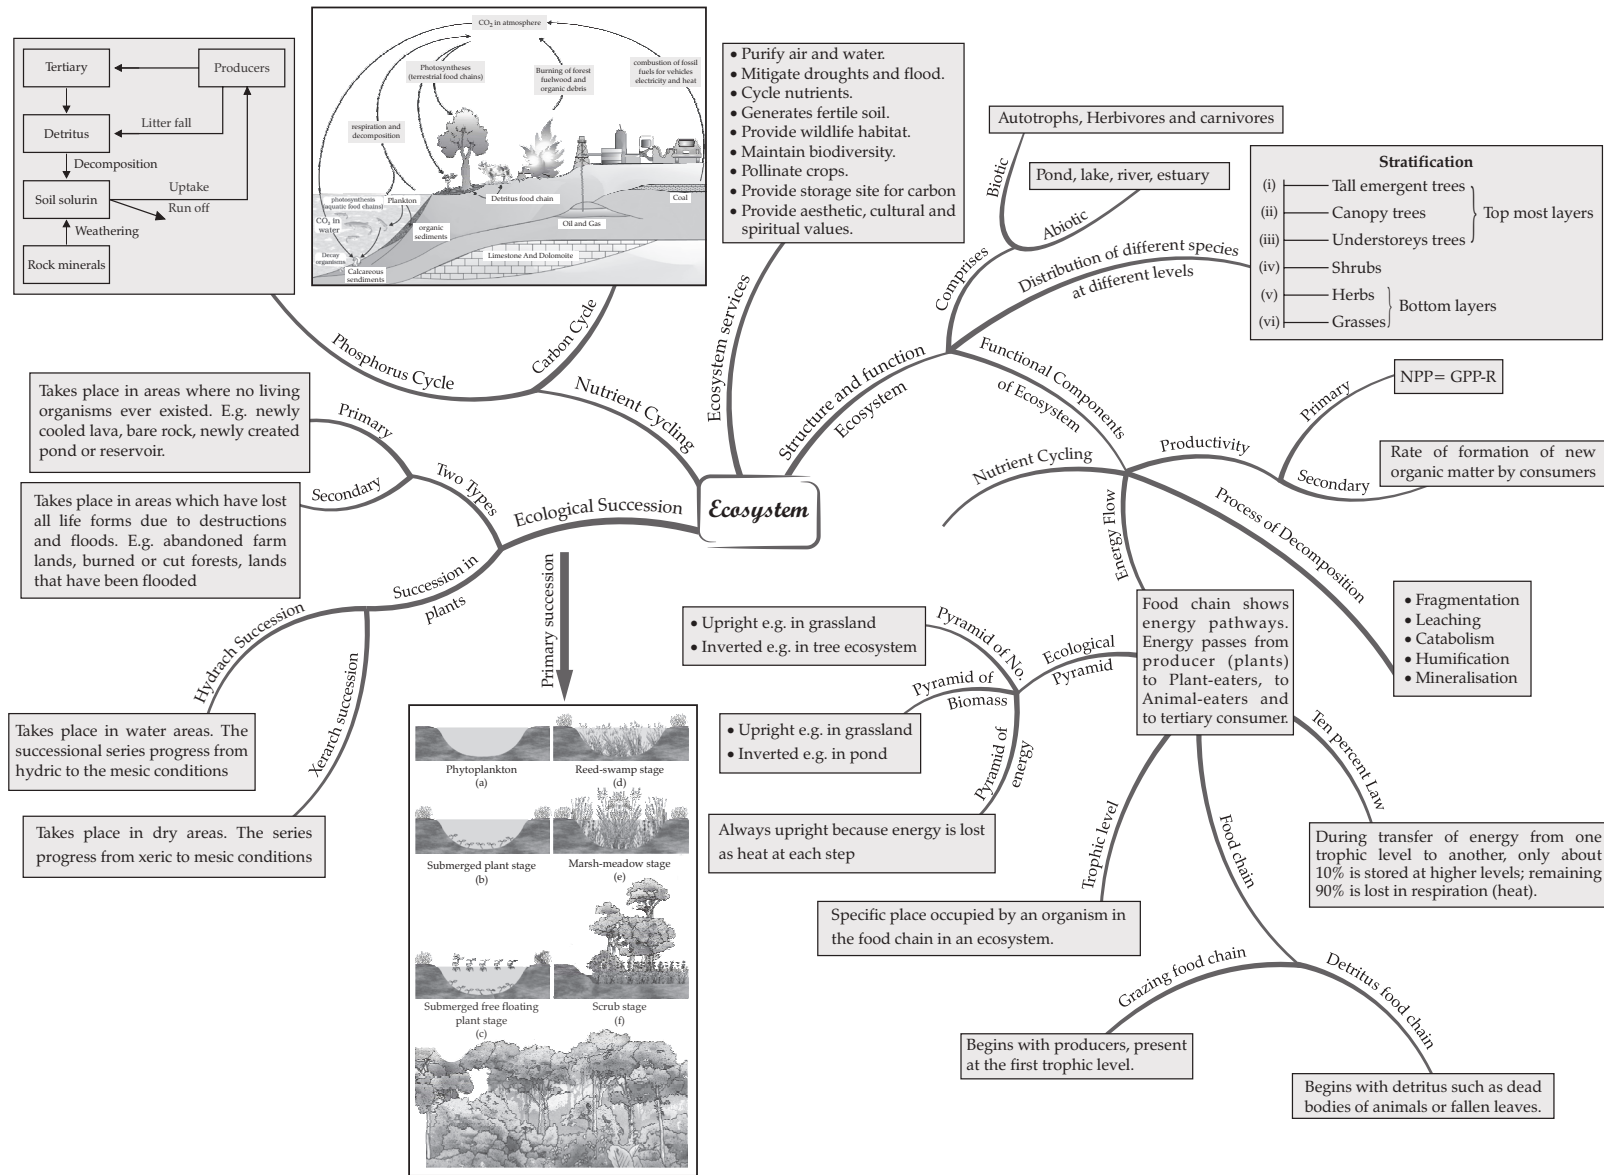 Tertiary
Producers
Detritus
Litter fall
Decomposition
Soil solurin
Uptake
Run off
Weathering
Rock minerals
CO₂ in atmosphere
Photosyntheses
(terrestrial food chains)
Burning of forest
fuelwood and
organic debris
combustion of fossil
fuels for vehicles
electricity and heat
respiration and
decomposition
photosynthesis
(aquatic food chains)
Plankton
CO₂ in
water
Detritus food chain
organic
sediments
Oil and Gas
Coal
Decay
organisms
Calcareous
sendiments
Limestone And Dolomoite
• Purify air and water.
• Mitigate droughts and flood.
• Cycle nutrients.
• Generates fertile soil.
• Provide wildlife habitat.
• Maintain biodiversity.
• Pollinate crops.
• Provide storage site for carbon
• Provide aesthetic, cultural and
spiritual values.
Autotrophs, Herbivores and carnivores
Biotic
Pond, lake, river, estuary
Abiotic
Comprises
Distribution of different species
at different levels
Stratification
(i) Tall emergent trees
(ii) Canopy trees
(iii) Understoreys trees
Top most layers
(iv) Shrubs
(v) Herbs
(vi) Grasses
Bottom layers
Phosphorus Cycle
Carbon Cycle
Nutrient Cycling
Ecosystem services
Structure and function
Ecosystem
Functional Components
of Ecosystem
Nutrient Cycling
Productivity
Primary
NPP= GPP-R
Secondary
Rate of formation of new
organic matter by consumers
Process of Decomposition
• Fragmentation
• Leaching
• Catabolism
• Humification
• Mineralisation
Energy Flow
Ecosystem
Ecological Succession
Two Types
Primary
Takes place in areas where no living
organisms ever existed. E.g. newly
cooled lava, bare rock, newly created
pond or reservoir.
Secondary
Takes place in areas which have lost
all life forms due to destructions
and floods. E.g. abandoned farm
lands, burned or cut forests, lands
that have been flooded
Succession in
plants
Hydrach Succession
Takes place in water areas. The
successional series progress from
hydric to the mesic conditions
Xerarch succession
Takes place in dry areas. The series
progress from xeric to mesic conditions
Primary succession
Phytoplankton
(a)
Reed-swamp stage
(d)
Submerged plant stage
(b)
Marsh-meadow stage
(e)
Submerged free floating
plant stage
(c)
Scrub stage
(f)
Food chain shows
energy pathways.
Energy passes from
producer (plants)
to Plant-eaters, to
Animal-eaters and
to tertiary consumer.
Ecological
Pyramid
Pyramid of No.
• Upright e.g. in grassland
• Inverted e.g. in tree ecosystem
Pyramid of
Biomass
• Upright e.g. in grassland
• Inverted e.g. in pond
Pyramid of
energy
Always upright because energy is lost
as heat at each step
Trophic level
Specific place occupied by an organism in
the food chain in an ecosystem.
Ten percent Law
During transfer of energy from one
trophic level to another, only about
10% is stored at higher levels; remaining
90% is lost in respiration (heat).
Food chain
Grazing food chain
Begins with producers, present
at the first trophic level.
Detritus food chain
Begins with detritus such as dead
bodies of animals or fallen leaves.